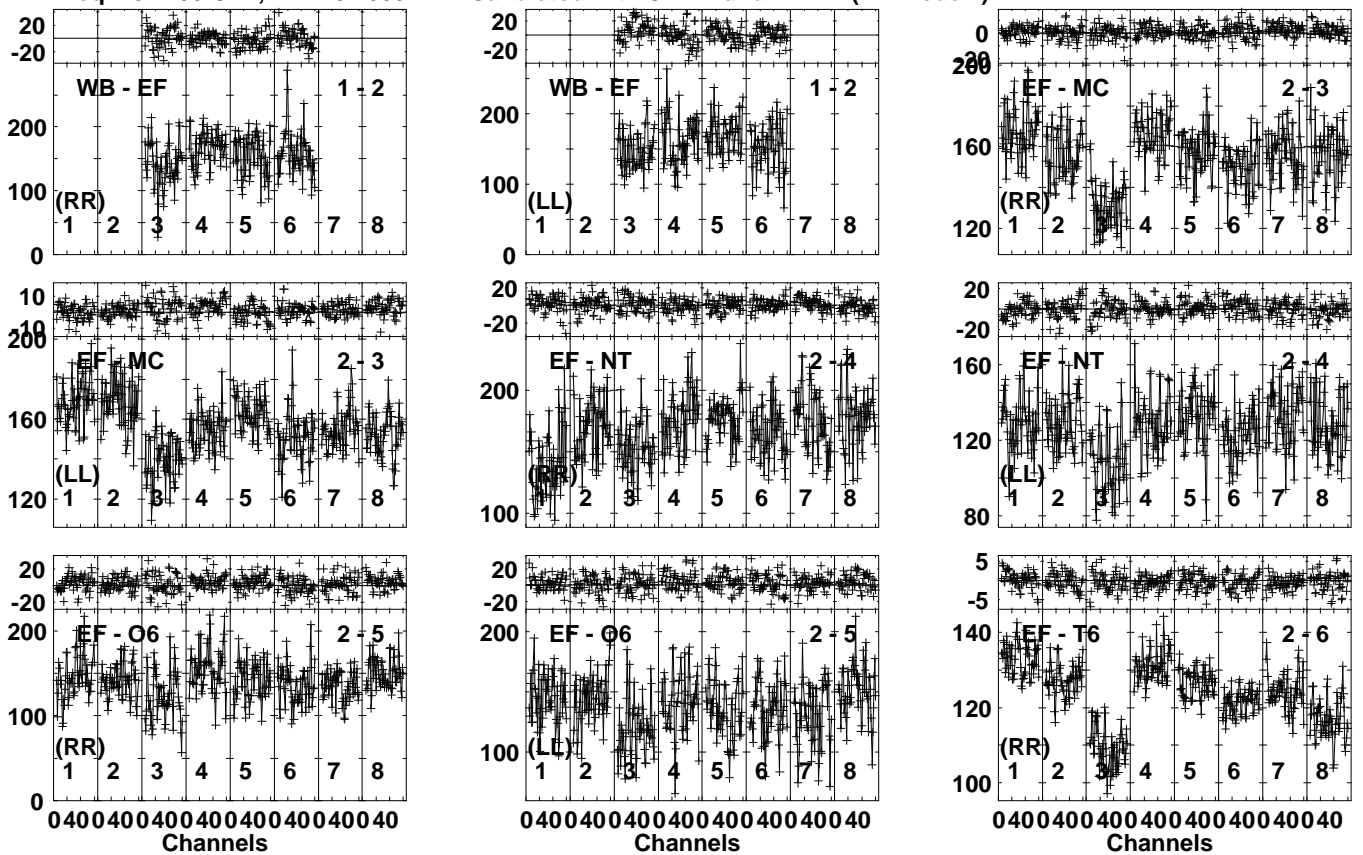 20 20 0
-20 -20 20
WB - EF 1 - 2 WB - EF 1 - 2 200 EF - MC 2 - 3
200 200 160
100 100
(RR) (LL) (RR)
1 2 3 4 5 6 7 8 1 2 3 4 5 6 7 8 120 1 2 3 4 5 6 7 8
0 0
10 20 20
-10 -20 -20
200 EF - MC 2 - 3 EF - NT 2 - 4 160 EF - NT 2 - 4
160 200 120
(LL) (RR) (LL)
120 1 2 3 4 5 6 7 8 100 1 2 3 4 5 6 7 8 80 1 2 3 4 5 6 7 8
20 20 5
-20 -20 -5
200 EF - O6 2 - 5 200 EF - O6 2 - 5 140 EF - T6 2 - 6
100 100 120
(RR) (LL) (RR)
1 2 3 4 5 6 7 8 1 2 3 4 5 6 7 8 100 1 2 3 4 5 6 7 8
0
0 40 0 40 0 40 0 40 0 40 0 40 0 40 0 40 0 40 0 40 0 40 0 40 0 40 0 40 0 40 0 40 0 40 0 40 0 40 0 40 0 40 0 40 0 40 0 40
Channels Channels Channels